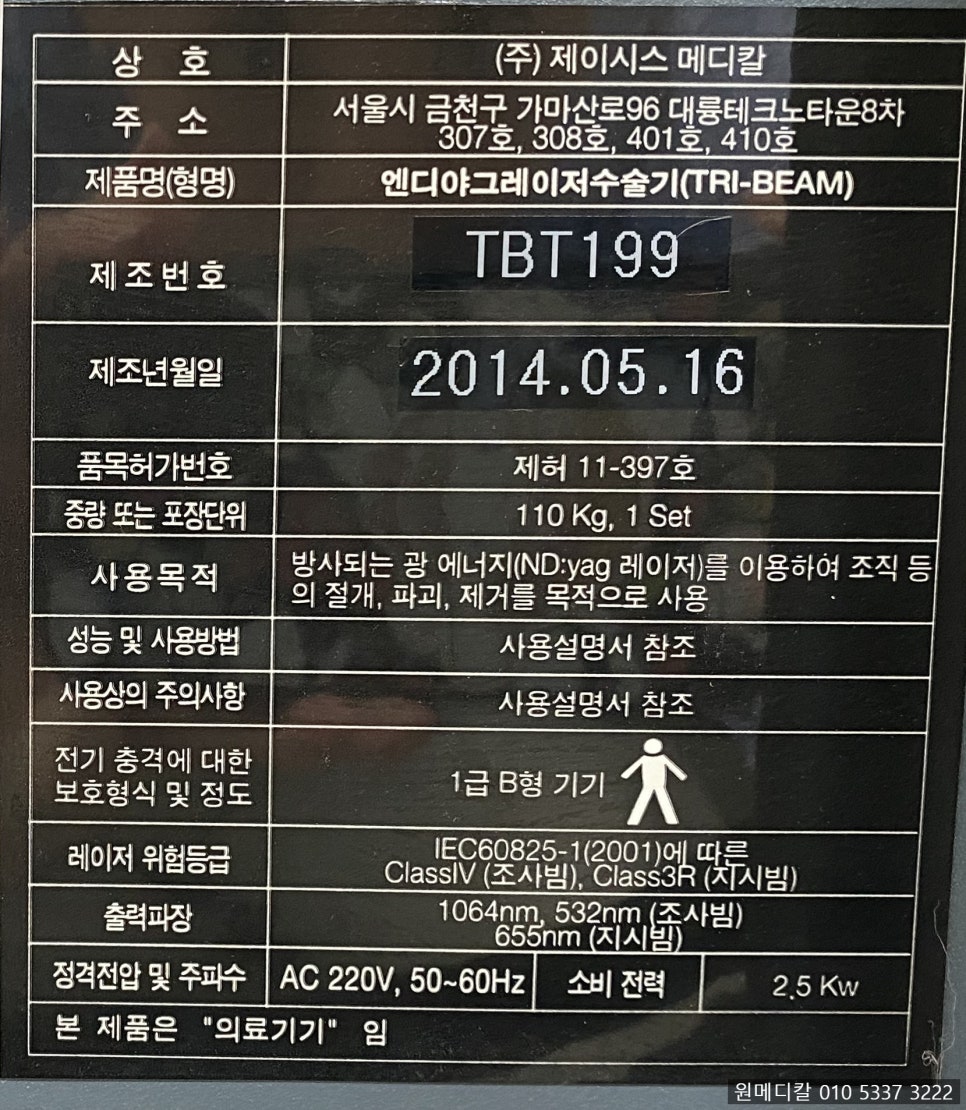 상 호 (주) 제이시스 메디칼
주 소 서울시 금천구 가마산로96 대륭테크노타운8차
307호, 308호, 401호, 410호
제품명(형명) 엔디야그레이저수술기(TRI-BEAM)
제조번호 TBT199
제조년월일 2014.05.16
품목허가번호 제허 11-397호
중량 또는 포장단위 110 Kg, 1 Set
사용목적 방사되는 광 에너지(ND:yag 레이저)를 이용하여 조직 등
의 절개, 파괴, 제거를 목적으로 사용
성능 및 사용방법 사용설명서 참조
사용상의 주의사항 사용설명서 참조
전기 충격에 대한
보호형식 및 정도 1급 B형 기기
레이저 위험등급 IEC60825-1(2001)에 따른
ClassIV (조사빔), Class3R (지시빔)
출력파장 1064nm, 532nm (조사빔)
655nm (지시빔)
정격전압 및 주파수 AC 220V, 50~60Hz 소비 전력 2.5 Kw
본 제품은 "의료기기" 임
원메디칼 010 5337 3222